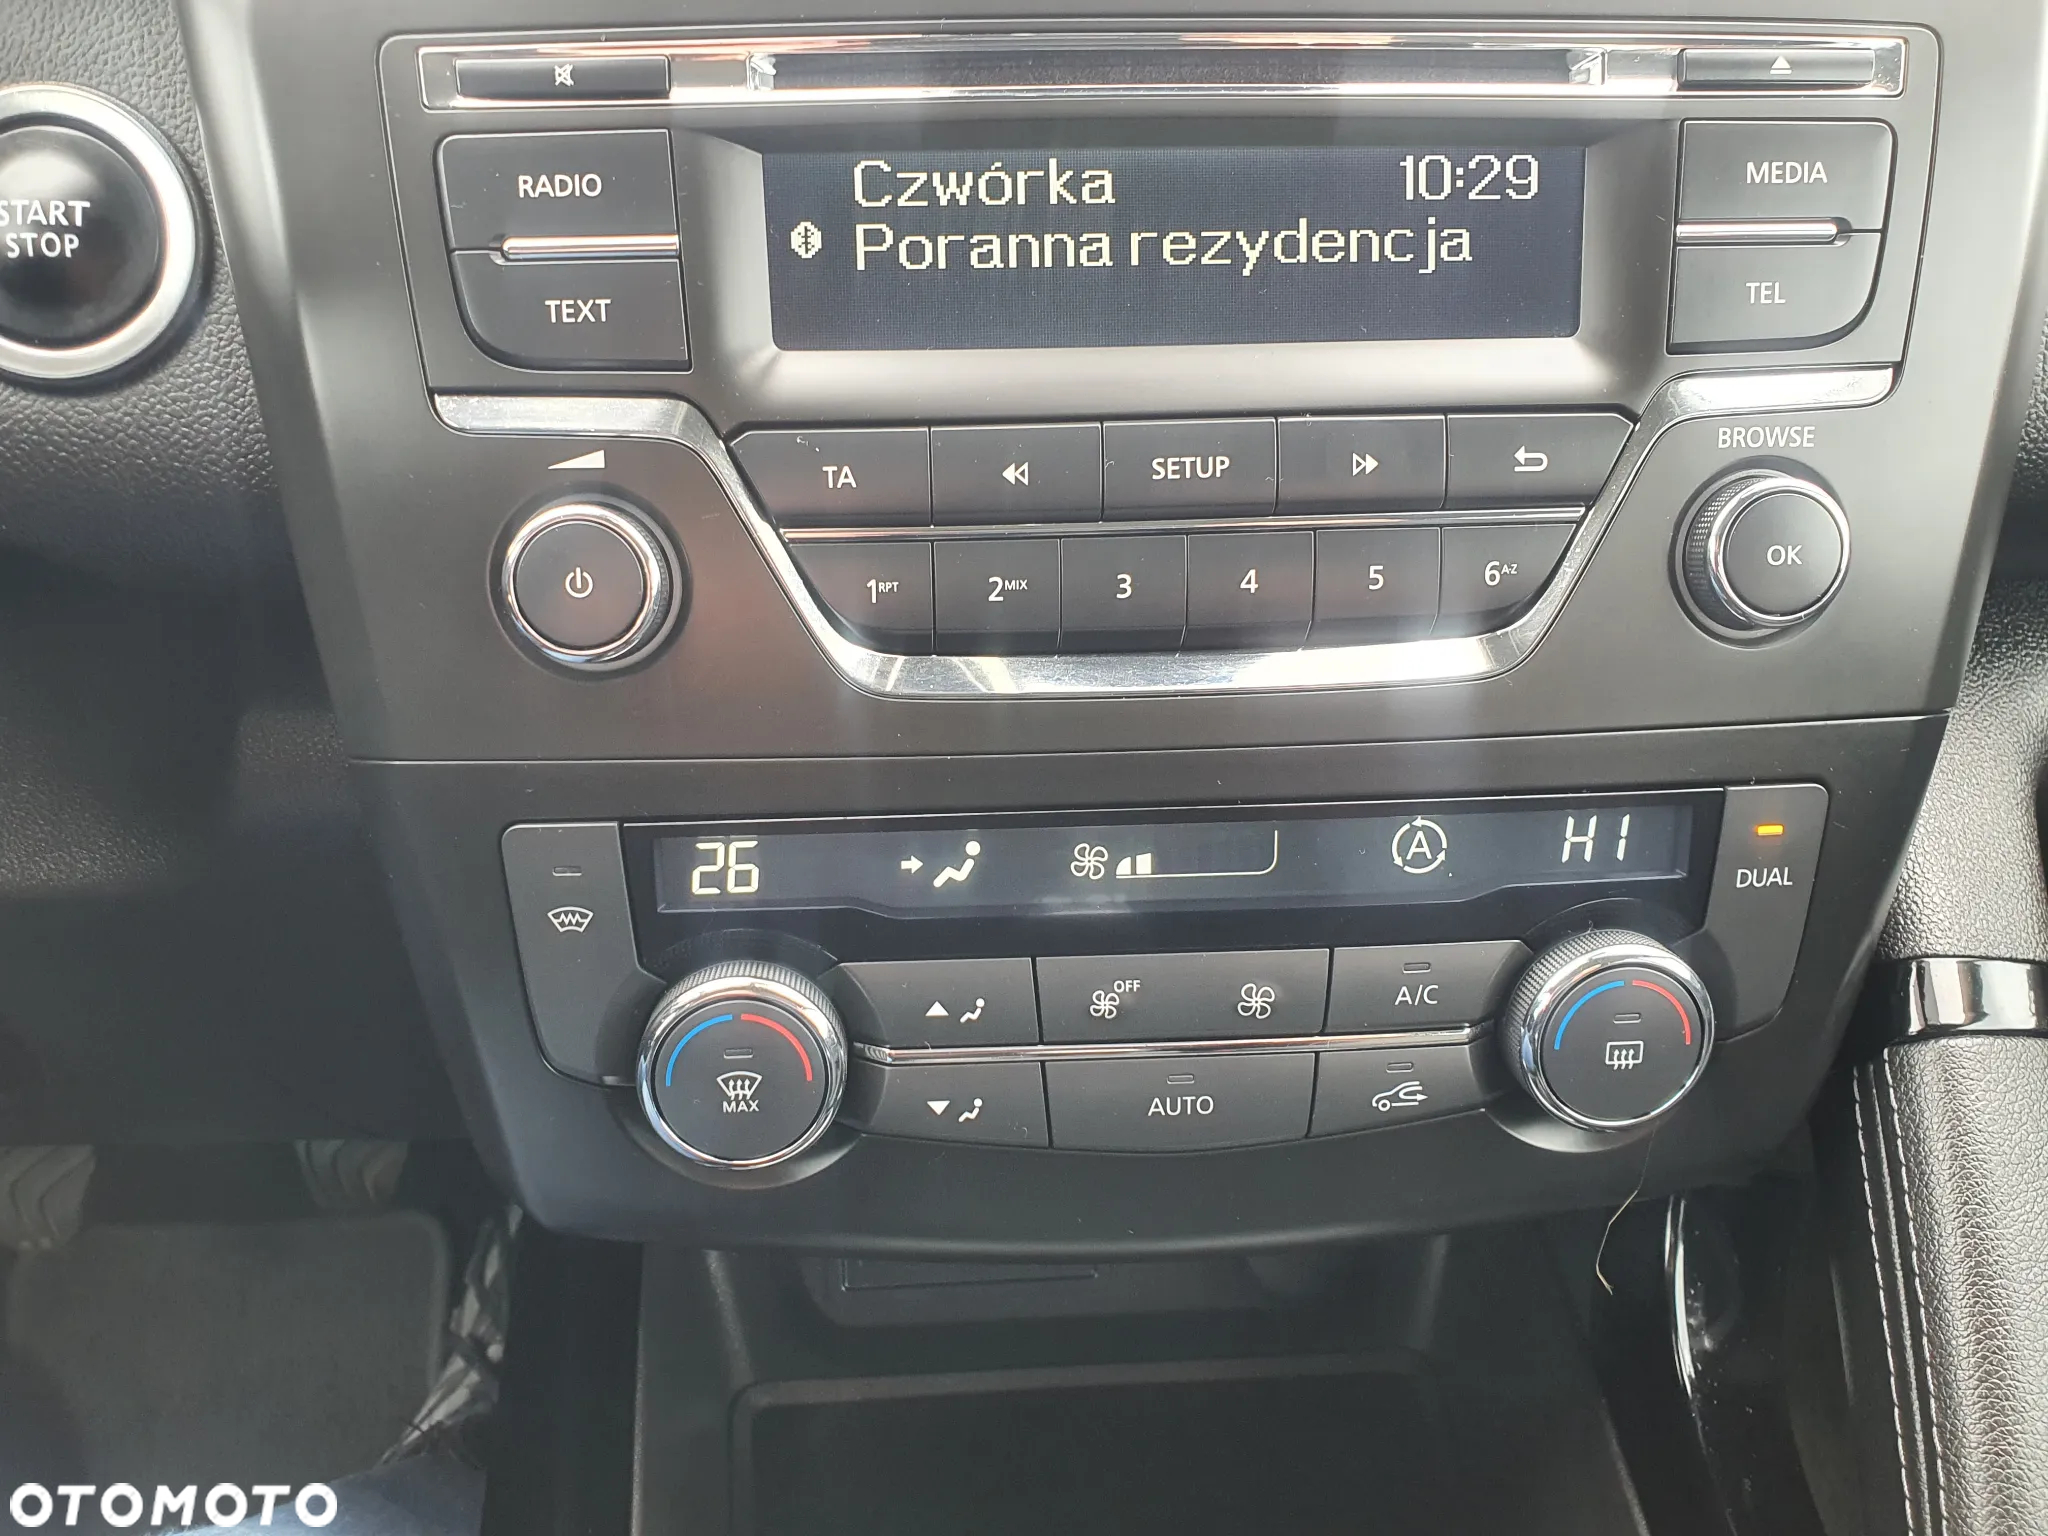 START
STOP
RADIO
TEXT
Czwórka 10:29
Poranna rezydencja
MEDIA
TEL
BROWSE
TA
SETUP
1RPT 2MIX 3 4 5 6A-Z
OK
26
A
HI
DUAL
OFF
A/C
MAX
AUTO
OTOMOTO